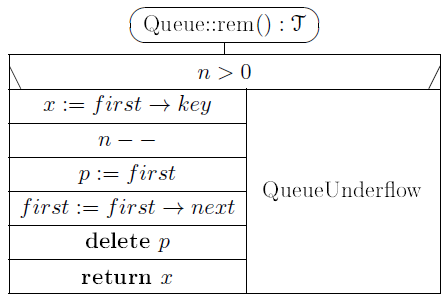 Queue::rem() : 𝒯
n > 0
x := first → key
n − −
p := first
first := first → next
delete p
return x
QueueUnderflow